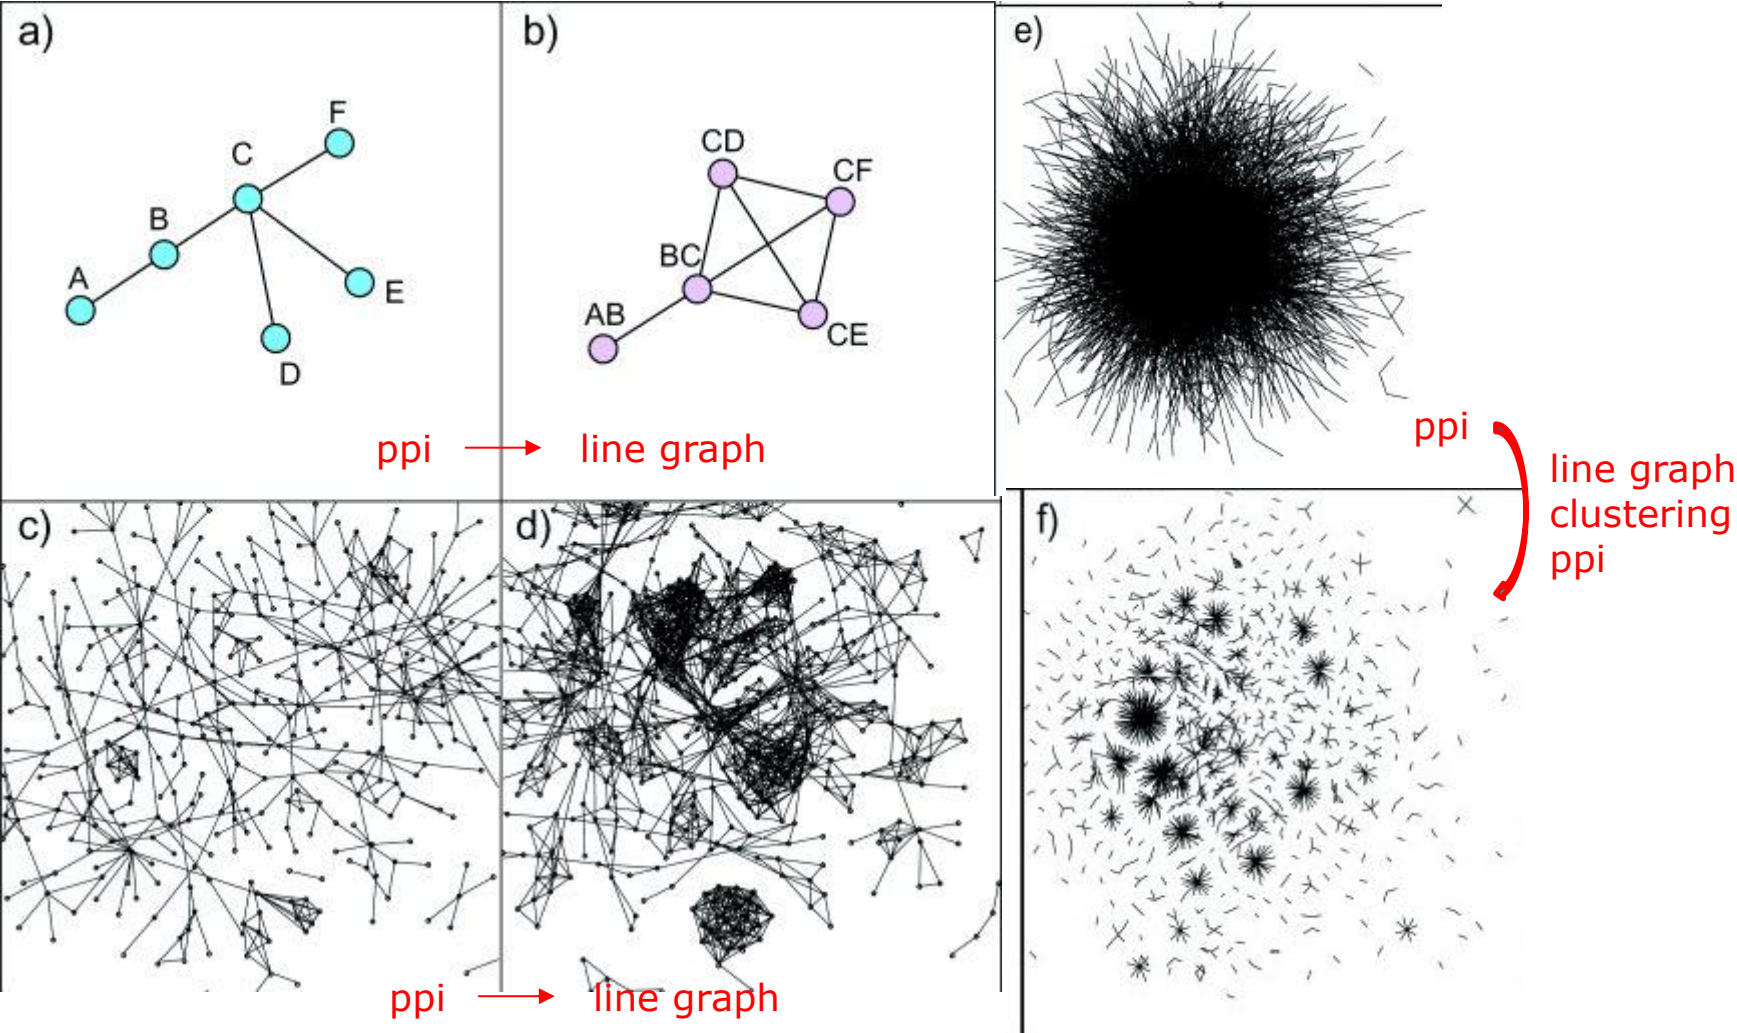 a)
F
C
B
A
E
D
b)
CD
CF
BC
AB
CE
ppi → line graph
e)
ppi
line graph
clustering
ppi
c)
d)
ppi → line graph
f)